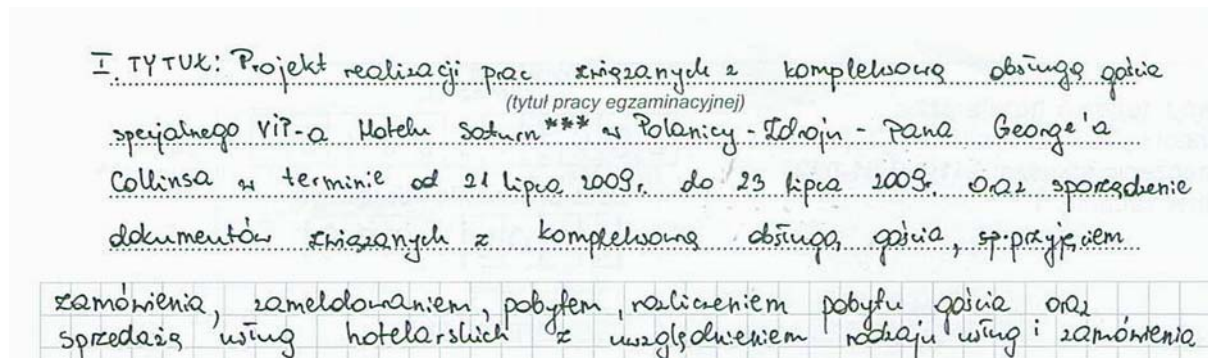 I. TYTUŁ: Projekt realizacji prac związanych z kompleksową obsługą gościa
(tytuł pracy egzaminacyjnej)
specjalnego VIP-a Hotelu Saturn*** w Polanicy-Zdroju - Pana George'a
Collinsa w terminie od 21 lipca 2009r. do 23 lipca 2009r. oraz sporządzenie
dokumentów związanych z kompleksową obsługą gościa, przyjęciem
zamówienia, zameldowaniem, pobytem, rozliczeniem pobytu gościa oraz
sprzedażą usług hotelarskich z uwzględnieniem rodzaju usług i zamówienia